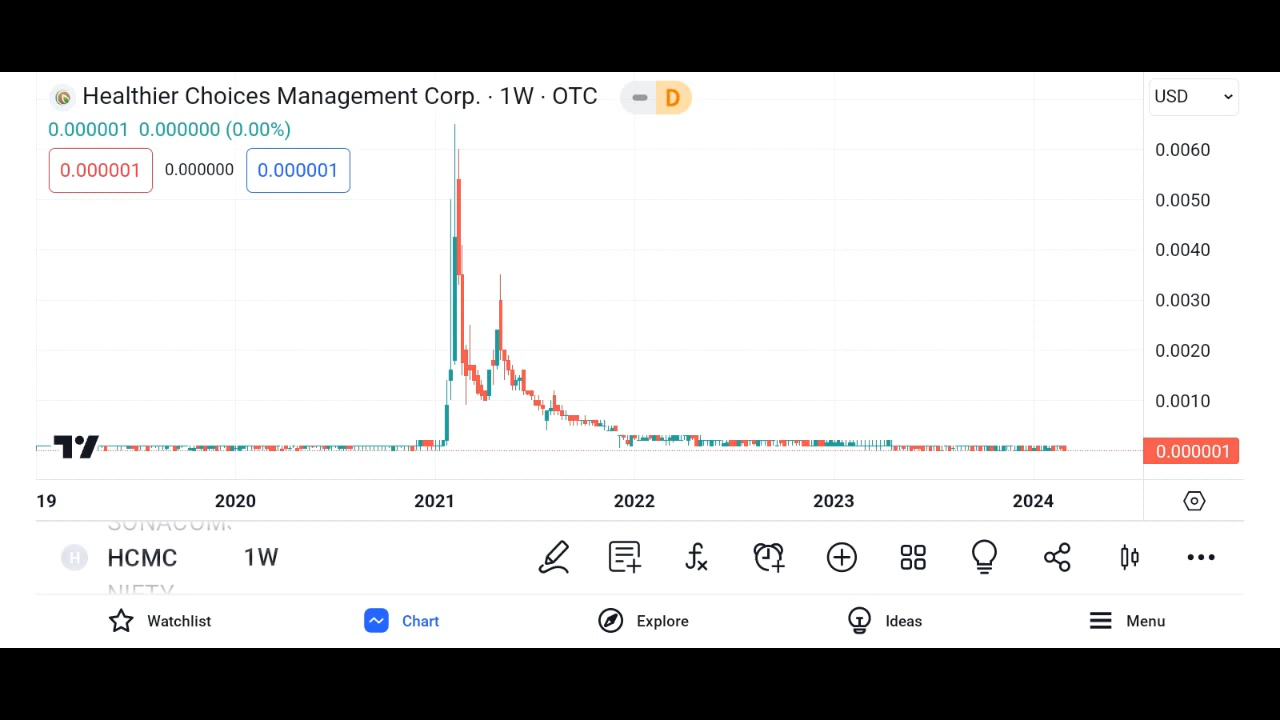 Healthier Choices Management Corp. · 1W · OTC
D
USD
0.000001 0.000000 (0.00%)
0.000001 0.000000 0.000001
0.0060
0.0050
0.0040
0.0030
0.0020
0.0010
0.000001
19 2020 2021 2022 2023 2024
SONACOMS
H HCMC 1W
NIFTY
Watchlist Chart Explore Ideas Menu